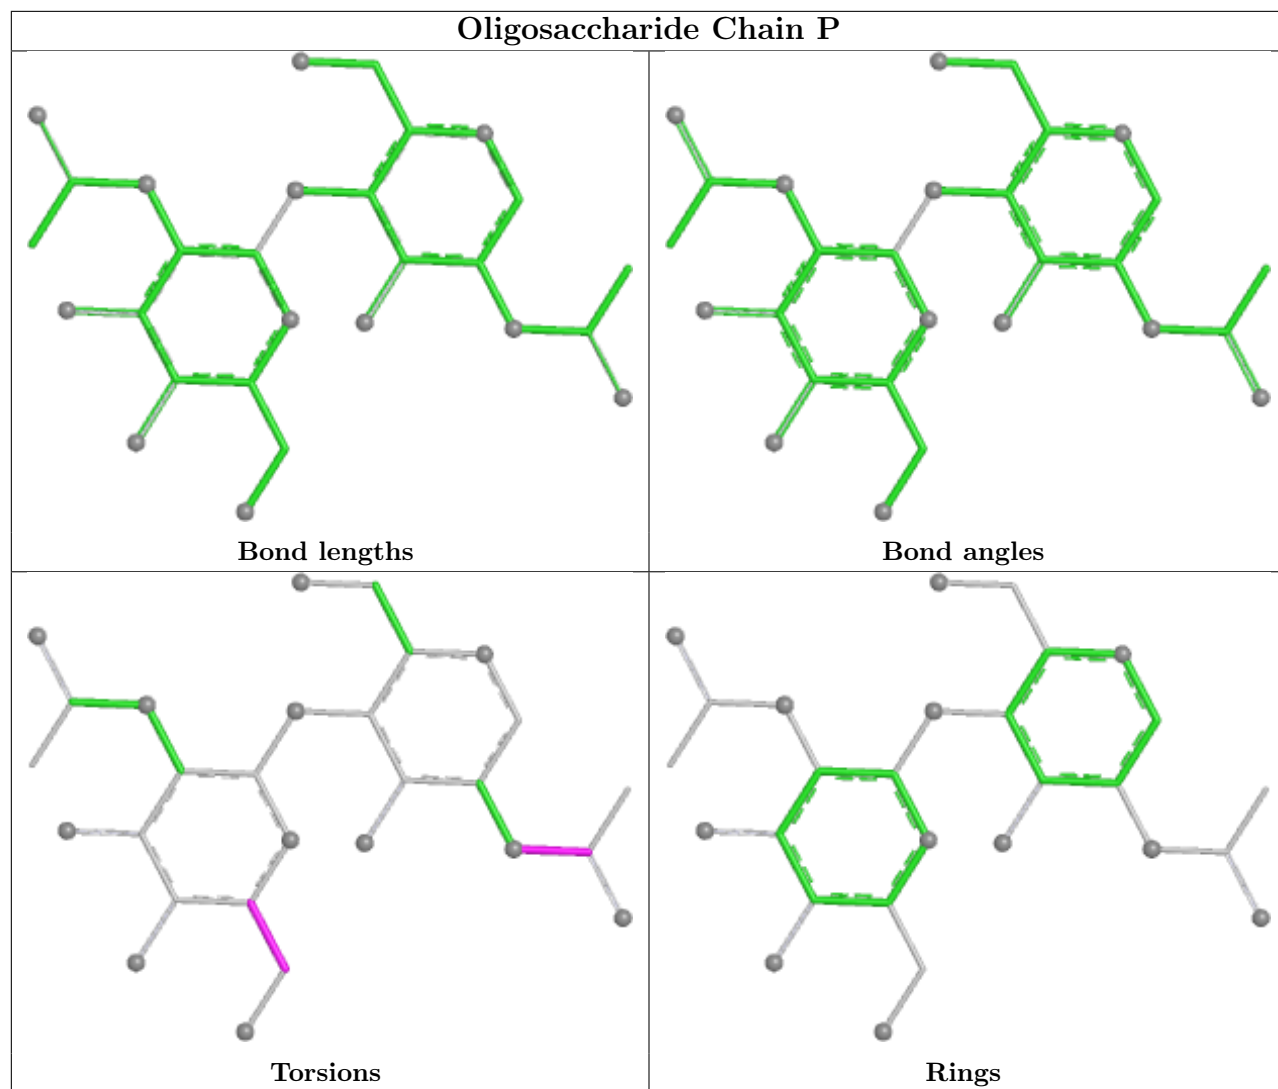 Oligosaccharide Chain P
Bond lengths
Bond angles
Torsions
Rings